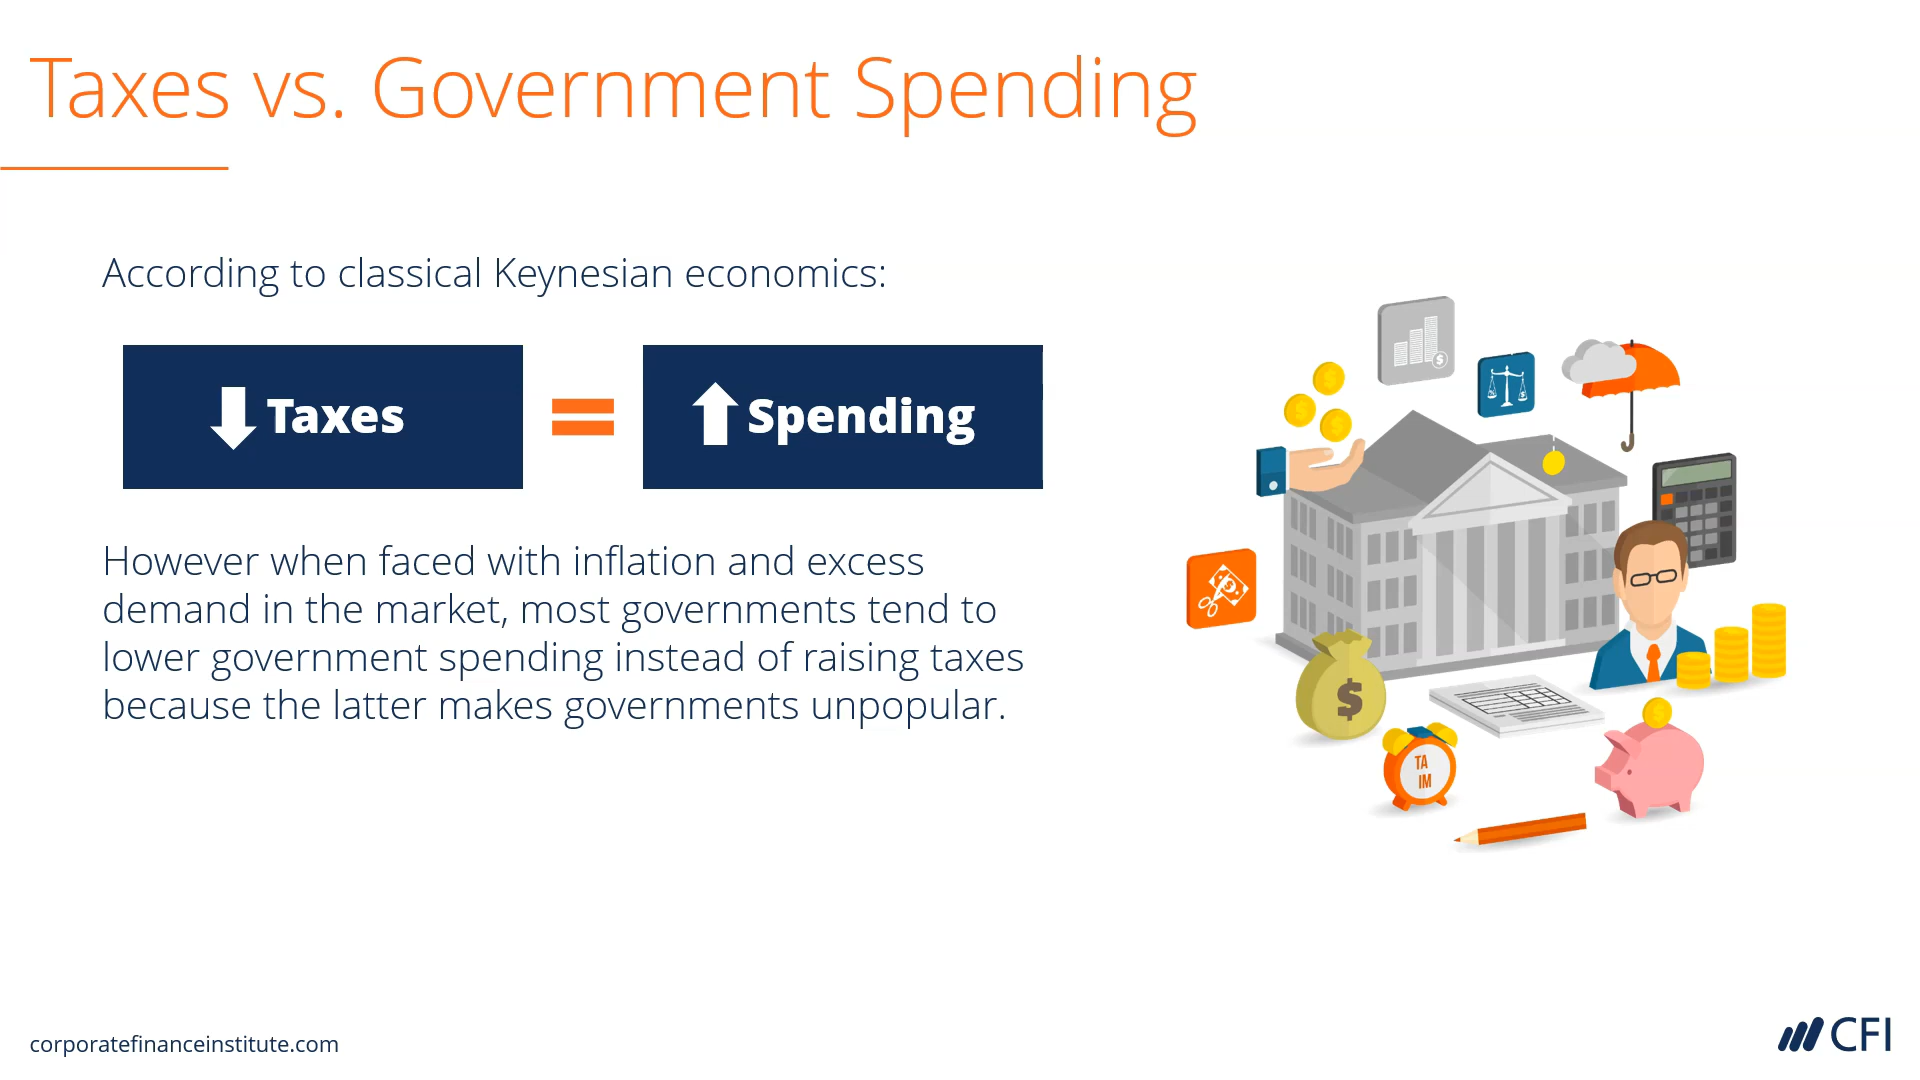 Taxes vs. Government Spending
According to classical Keynesian economics:
Taxes = Spending
However when faced with inflation and excess
demand in the market, most governments tend to
lower government spending instead of raising taxes
because the latter makes governments unpopular.
$
TA
IM
corporatefinanceinstitute.com
CFI